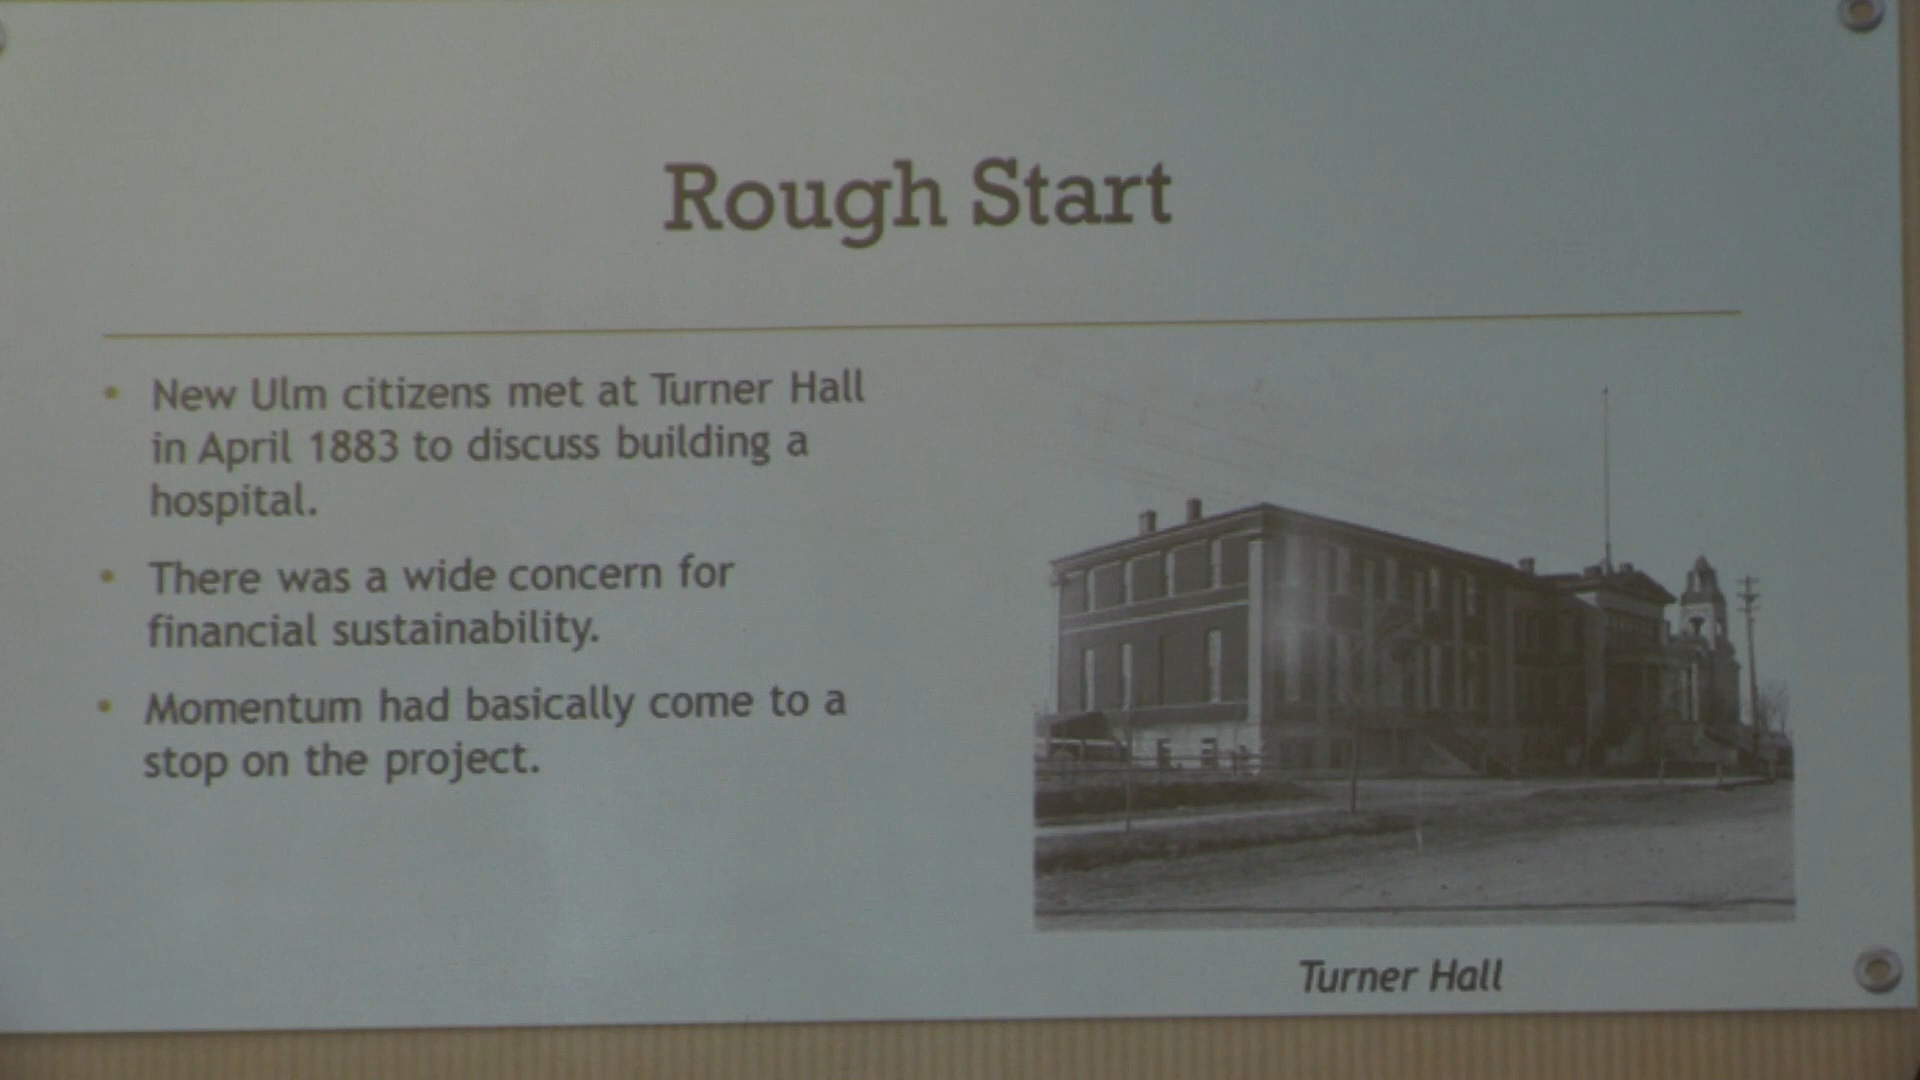 Rough Start
• New Ulm citizens met at Turner Hall
in April 1883 to discuss building a
hospital.
• There was a wide concern for
financial sustainability.
• Momentum had basically come to a
stop on the project.
Turner Hall